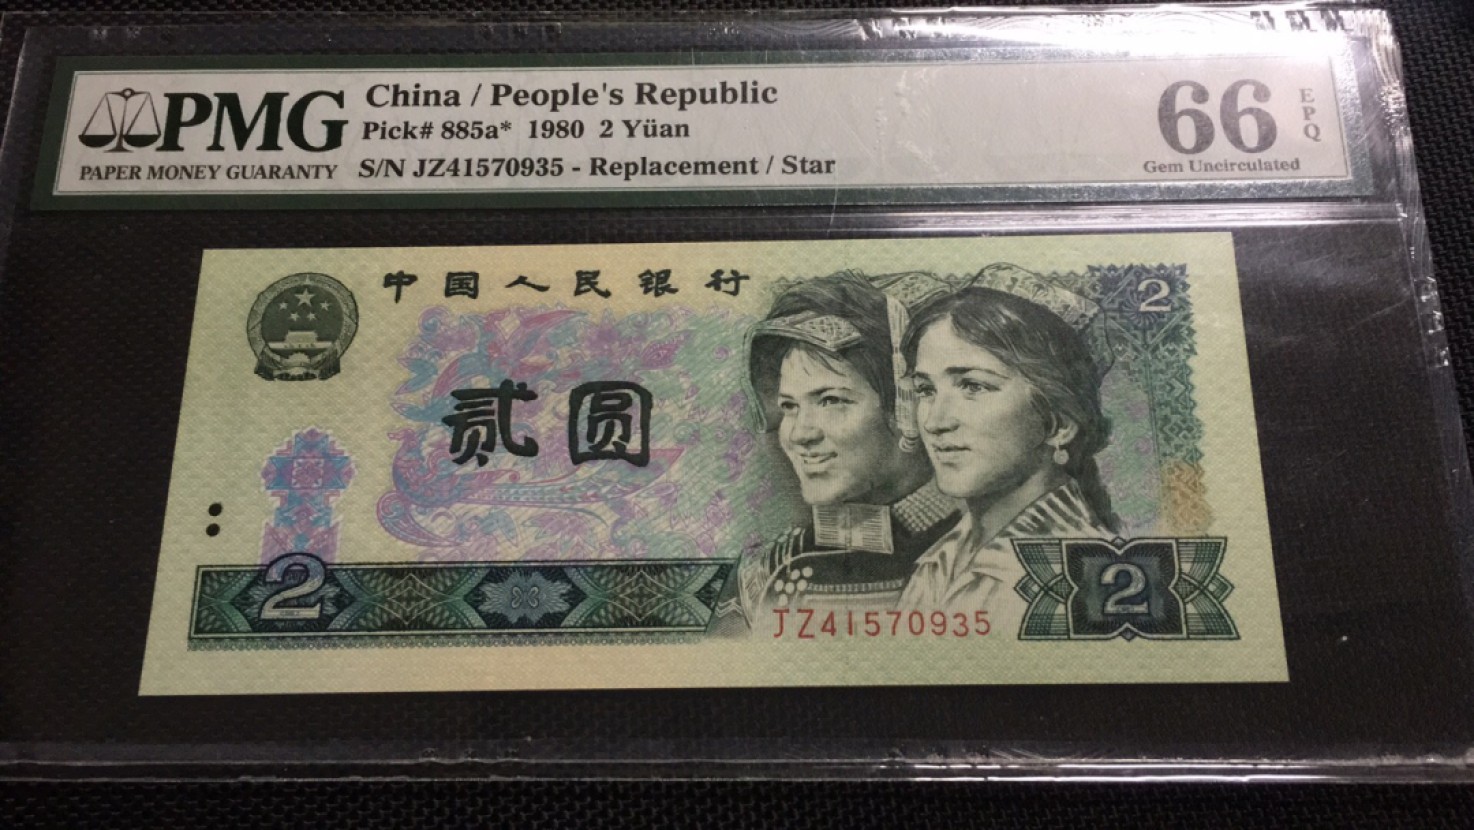 PMG
PAPER MONEY GUARANTY
China / People's Republic
Pick# 885a* 1980 2 Yüan
S/N JZ41570935 - Replacement / Star
66 EPQ
Gem Uncirculated
中国人民银行
2
贰圆
2
2
JZ41570935